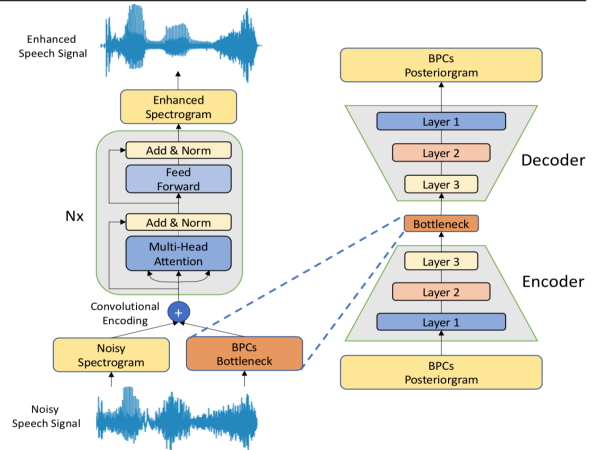 Enhanced
Speech Signal
Enhanced
Spectrogram
Add & Norm
Feed
Forward
Nx
Add & Norm
Multi-Head
Attention
Convolutional
Encoding
+
Noisy
Spectrogram
BPCs
Bottleneck
Noisy
Speech Signal
BPCs
Posteriorgram
Layer 1
Layer 2
Layer 3
Decoder
Bottleneck
Layer 3
Layer 2
Layer 1
Encoder
BPCs
Posteriorgram